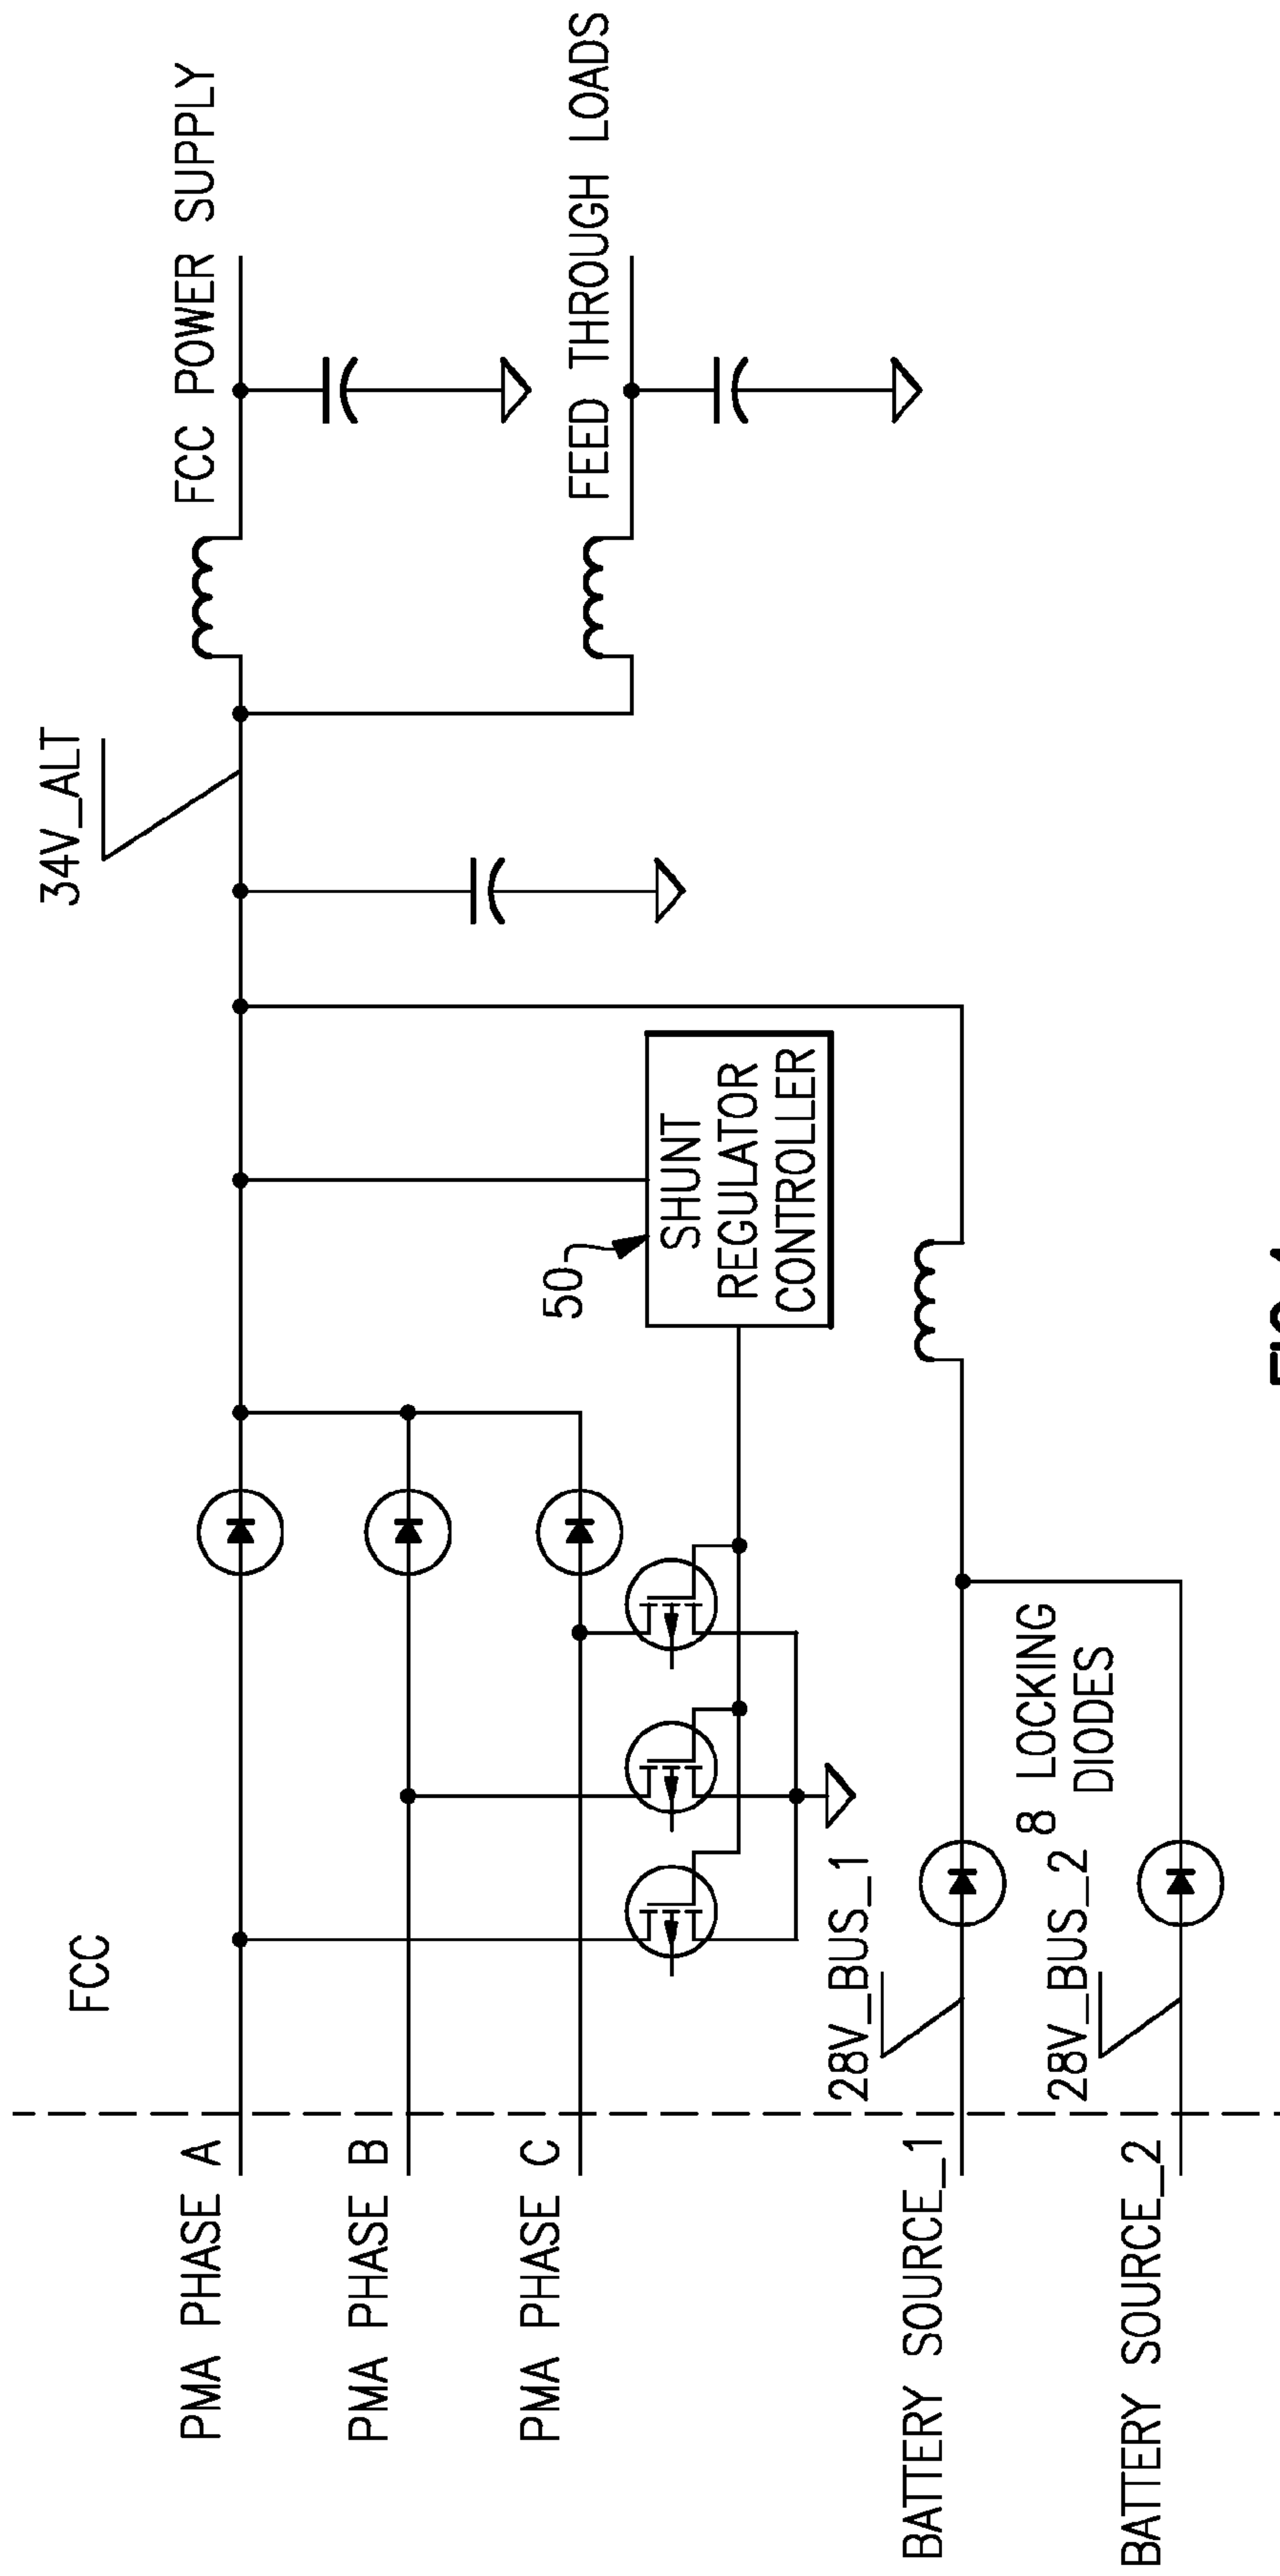 FCC
34V_ALT
FCC POWER SUPPLY
FEED THROUGH LOADS
PMA PHASE A
PMA PHASE B
PMA PHASE C
50
SHUNT
REGULATOR
CONTROLLER
28V_BUS_1
BATTERY SOURCE_1
8 LOCKING
DIODES
28V_BUS_2
BATTERY SOURCE_2